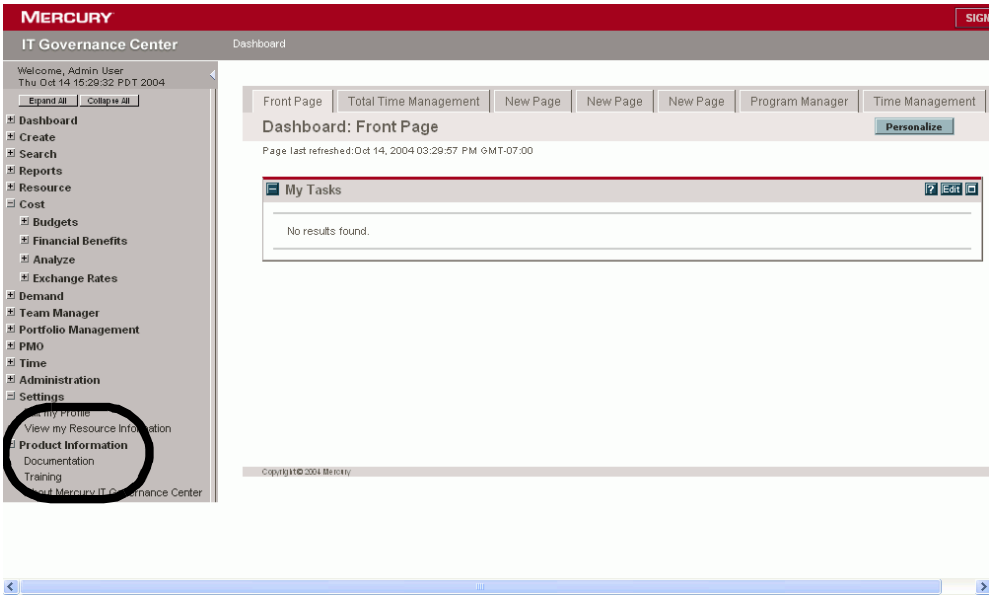 MERCURY
SIGN
IT Governance Center
Dashboard
Welcome, Admin User
Thu Oct 14 15:29:32 PDT 2004
Expand All Collapse All
Dashboard
Create
Search
Reports
Resource
Cost
Budgets
Financial Benefits
Analyze
Exchange Rates
Demand
Team Manager
Portfolio Management
PMO
Time
Administration
Settings
my Profile
View my Resource Information
Product Information
Documentation
Training
About Mercury IT Governance Center
Front Page Total Time Management New Page New Page New Page Program Manager Time Management
Dashboard: Front Page
Personalize
Page last refreshed:Oct 14, 2004 03:29:57 PM GMT-07:00
My Tasks
? Edit
No results found.
Copyright © 2004 Mercury